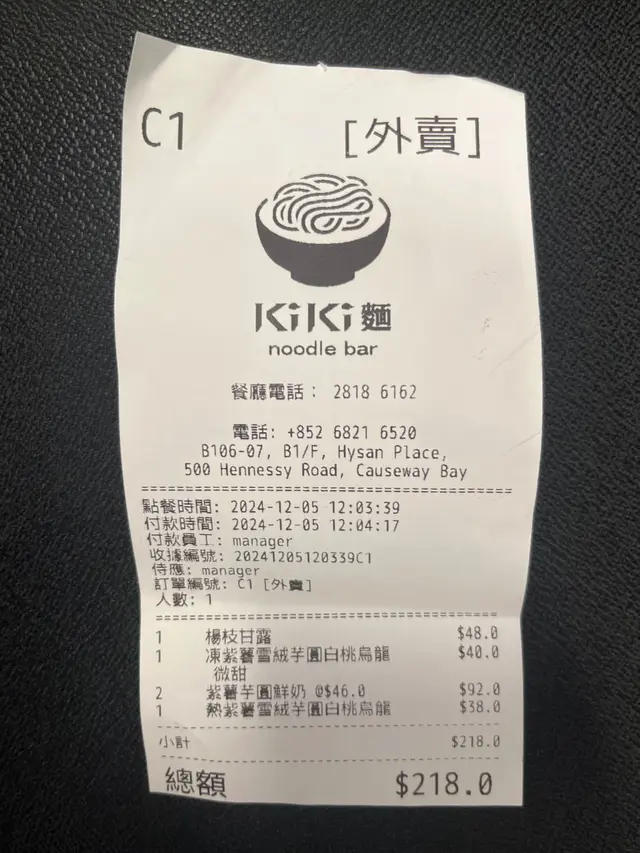 C1 [外賣]
KiKi 麵
noodle bar
餐廳電話： 2818 6162
電話: +852 6821 6520
B106-07, B1/F, Hysan Place,
500 Hennessy Road, Causeway Bay
點餐時間: 2024-12-05 12:03:39
付款時間: 2024-12-05 12:04:17
付款員工: manager
收據編號: 20241205120339C1
侍應: manager
訂單編號: C1 [外賣]
人數: 1
1 楊枝甘露 $48.0
1 凍紫薯雪絨芋圓白桃烏龍 $40.0
微甜
2 紫薯芋圓鮮奶 @$46.0 $92.0
1 熱紫薯雪絨芋圓白桃烏龍 $38.0
小計 $218.0
總額 $218.0